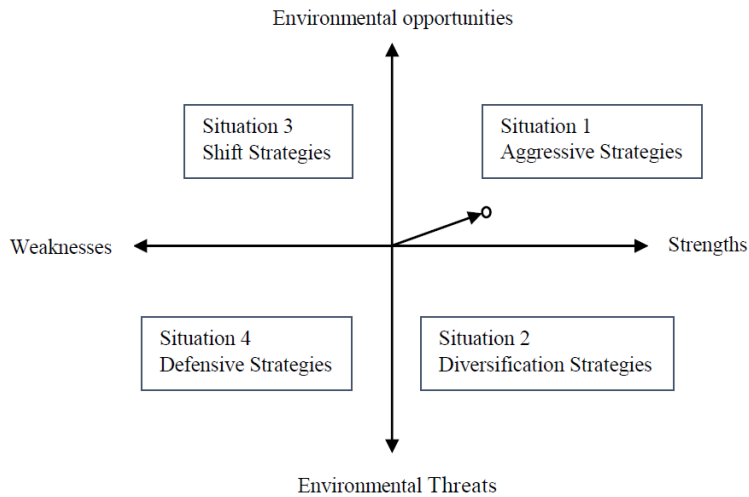 Environmental opportunities
Situation 3
Shift Strategies
Situation 1
Aggressive Strategies
Weaknesses
Strengths
Situation 4
Defensive Strategies
Situation 2
Diversification Strategies
Environmental Threats